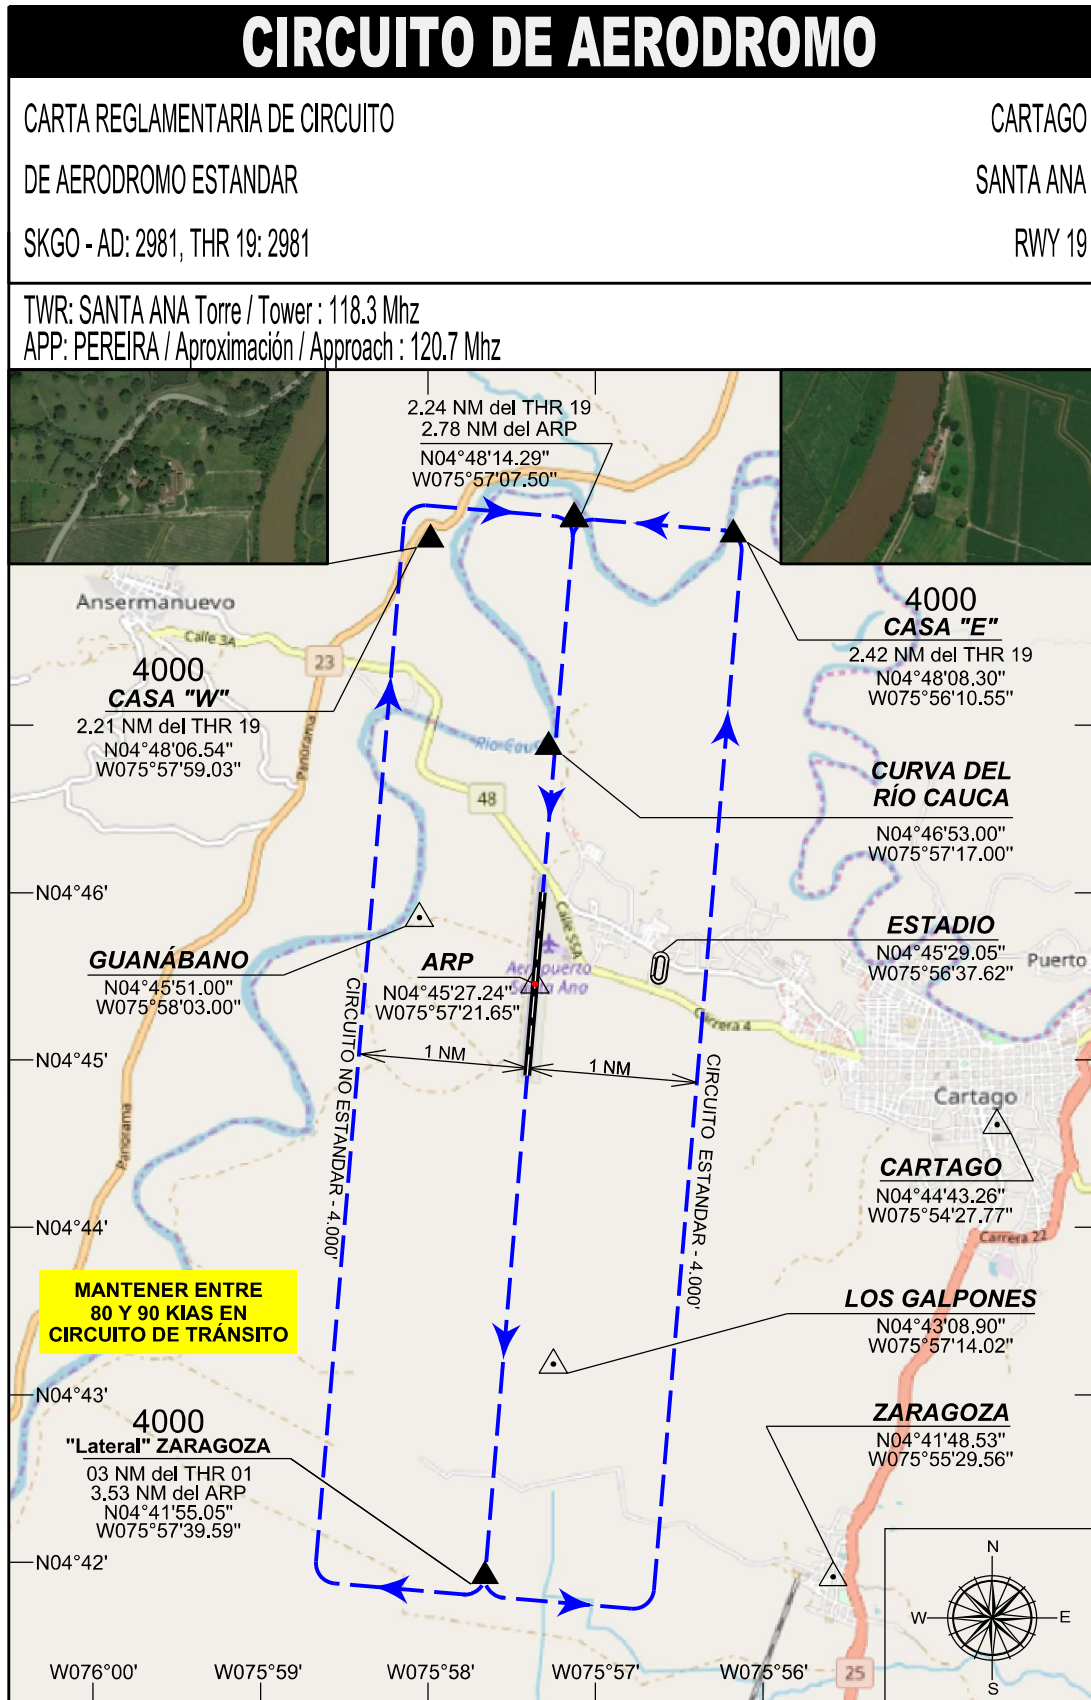 CIRCUITO DE AERODROMO
CARTA REGLAMENTARIA DE CIRCUITO
DE AERODROMO ESTANDAR
SKGO - AD: 2981, THR 19: 2981
CARTAGO
SANTA ANA
RWY 19
TWR: SANTA ANA Torre / Tower : 118.3 Mhz
APP: PEREIRA / Aproximación / Approach : 120.7 Mhz
2.24 NM del THR 19
2.78 NM del ARP
N04°48'14.29"
W075°57'07.50"
Ansermanuevo
Calle 3A
23
4000
CASA "W"
2.21 NM del THR 19
N04°48'06.54"
W075°57'59.03"
4000
CASA "E"
2.42 NM del THR 19
N04°48'08.30"
W075°56'10.55"
Panorama
Río Cauca
48
CURVA DEL
RÍO CAUCA
N04°46'53.00"
W075°57'17.00"
N04°46'
Calle 55A
GUANÁBANO
N04°45'51.00"
W075°58'03.00"
ARP
N04°45'27.24"
W075°57'21.65"
Aeropuerto
Santa Ana
ESTADIO
N04°45'29.05"
W075°56'37.62"
Puerto
Carrera 4
N04°45'
1 NM
1 NM
CIRCUITO NO ESTANDAR - 4.000'
CIRCUITO ESTANDAR - 4.000'
Panorama
Cartago
CARTAGO
N04°44'43.26"
W075°54'27.77"
Carrera 22
N04°44'
MANTENER ENTRE
80 Y 90 KIAS EN
CIRCUITO DE TRÁNSITO
LOS GALPONES
N04°43'08.90"
W075°57'14.02"
N04°43'
4000
"Lateral" ZARAGOZA
03 NM del THR 01
3.53 NM del ARP
N04°41'55.05"
W075°57'39.59"
ZARAGOZA
N04°41'48.53"
W075°55'29.56"
N04°42'
N
W
E
S
25
W076°00'
W075°59'
W075°58'
W075°57'
W075°56'